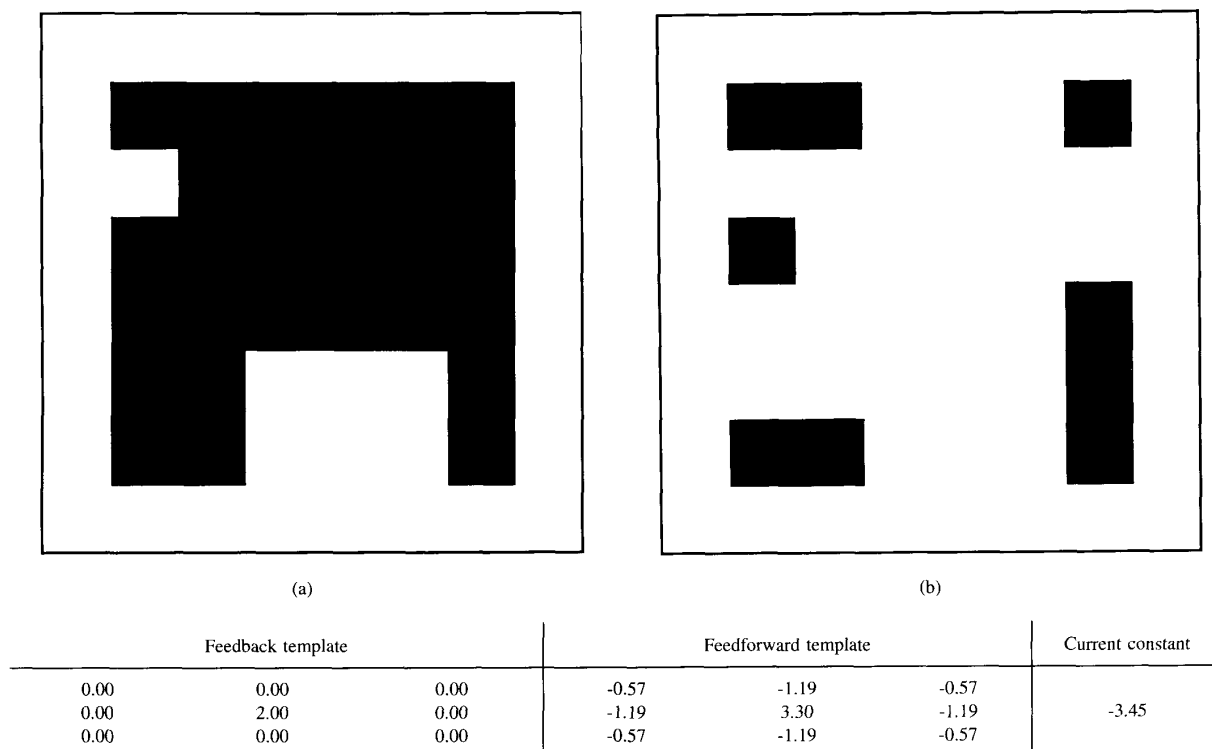 (a) (b)
Feedback template Feedforward template Current constant
0.00 0.00 0.00 -0.57 -1.19 -0.57
0.00 2.00 0.00 -1.19 3.30 -1.19 -3.45
0.00 0.00 0.00 -0.57 -1.19 -0.57